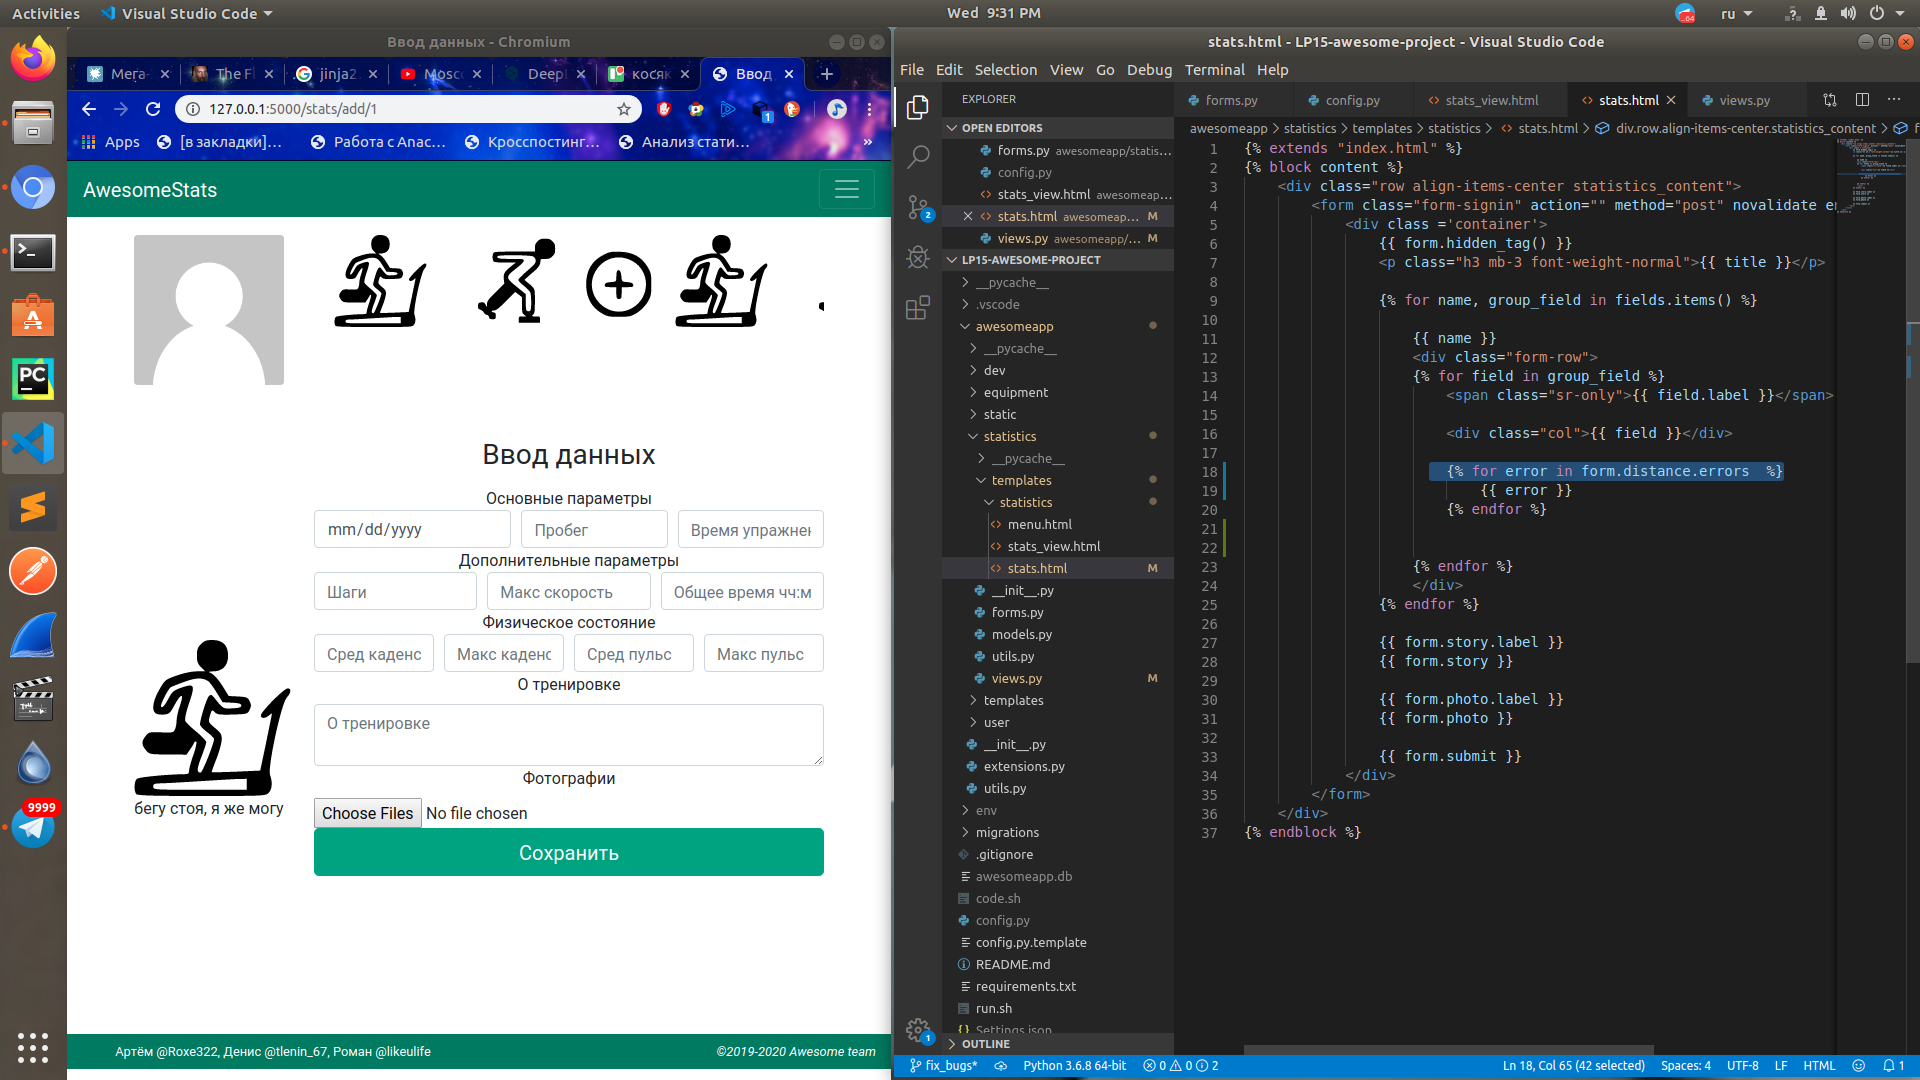 Activities
Visual Studio Code
Wed 9:31 PM
64
ru
Ввод данных - Chromium
Мега-
The Fl
jinja2
Mosco
Deepl
косяк
Ввод
127.0.0.1:5000/stats/add/1
Apps
[в закладки]...
Работа с Anac...
Кросспостинг...
Анализ стати...
»
AwesomeStats
Ввод данных
Основные параметры
mm/dd/yyyy
Пробег
Время упражнен
Дополнительные параметры
Шаги
Макс скорость
Общее время чч:м
Физическое состояние
Сред каденс
Макс каденс
Сред пульс
Макс пульс
О тренировке
О тренировке
Фотографии
бегу стоя, я же могу
Choose Files No file chosen
Сохранить
Артём @Roxe322, Денис @tlenin_67, Роман @likeulife
©2019-2020 Awesome team
9999
stats.html - LP15-awesome-project - Visual Studio Code
File Edit Selection View Go Debug Terminal Help
EXPLORER
OPEN EDITORS
forms.py awesomeapp/statis...
config.py
stats_view.html awesomeapp...
stats.html awesomeap... M
views.py awesomeapp/... M
LP15-AWESOME-PROJECT
__pycache__
.vscode
awesomeapp
__pycache__
dev
equipment
static
statistics
__pycache__
templates
statistics
menu.html
stats_view.html
stats.html M
__init__.py
forms.py
models.py
utils.py
views.py M
templates
user
__init__.py
extensions.py
utils.py
env
migrations
.gitignore
awesomeapp.db
code.sh
config.py
config.py.template
README.md
requirements.txt
run.sh
Settings.json
OUTLINE
forms.py
config.py
stats_view.html
stats.html
views.py
awesomeapp > statistics > templates > statistics > stats.html > div.row.align-items-center.statistics_content > f
1 {% extends "index.html" %}
2 {% block content %}
3 <div class="row align-items-center statistics_content">
4 <form class="form-signin" action="" method="post" novalidate en
5 <div class ='container'>
6 {{ form.hidden_tag() }}
7 <p class="h3 mb-3 font-weight-normal">{{ title }}</p>
8
9 {% for name, group_field in fields.items() %}
10
11 {{ name }}
12 <div class="form-row">
13 {% for field in group_field %}
14 <span class="sr-only">{{ field.label }}</span>
15
16 <div class="col">{{ field }}</div>
17
18 {% for error in form.distance.errors  %}
19 {{ error }}
20 {% endfor %}
21
22
23 {% endfor %}
24 </div>
25 {% endfor %}
26
27 {{ form.story.label }}
28 {{ form.story }}
29
30 {{ form.photo.label }}
31 {{ form.photo }}
32
33 {{ form.submit }}
34 </div>
35 </form>
36 </div>
37 {% endblock %}
fix_bugs*
Python 3.6.8 64-bit
0 0 2
Ln 18, Col 65 (42 selected)
Spaces: 4
UTF-8
LF
HTML
1